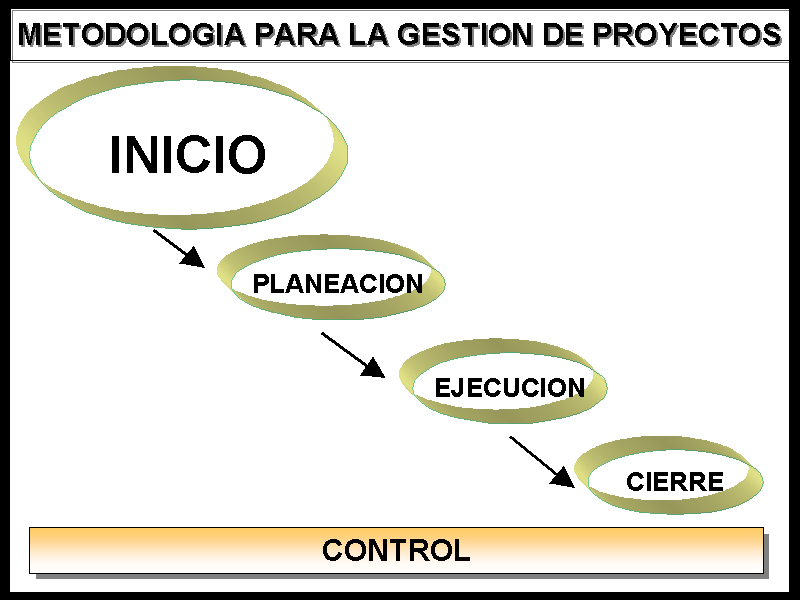 METODOLOGIA PARA LA GESTION DE PROYECTOS
INICIO
PLANEACION
EJECUCION
CIERRE
CONTROL